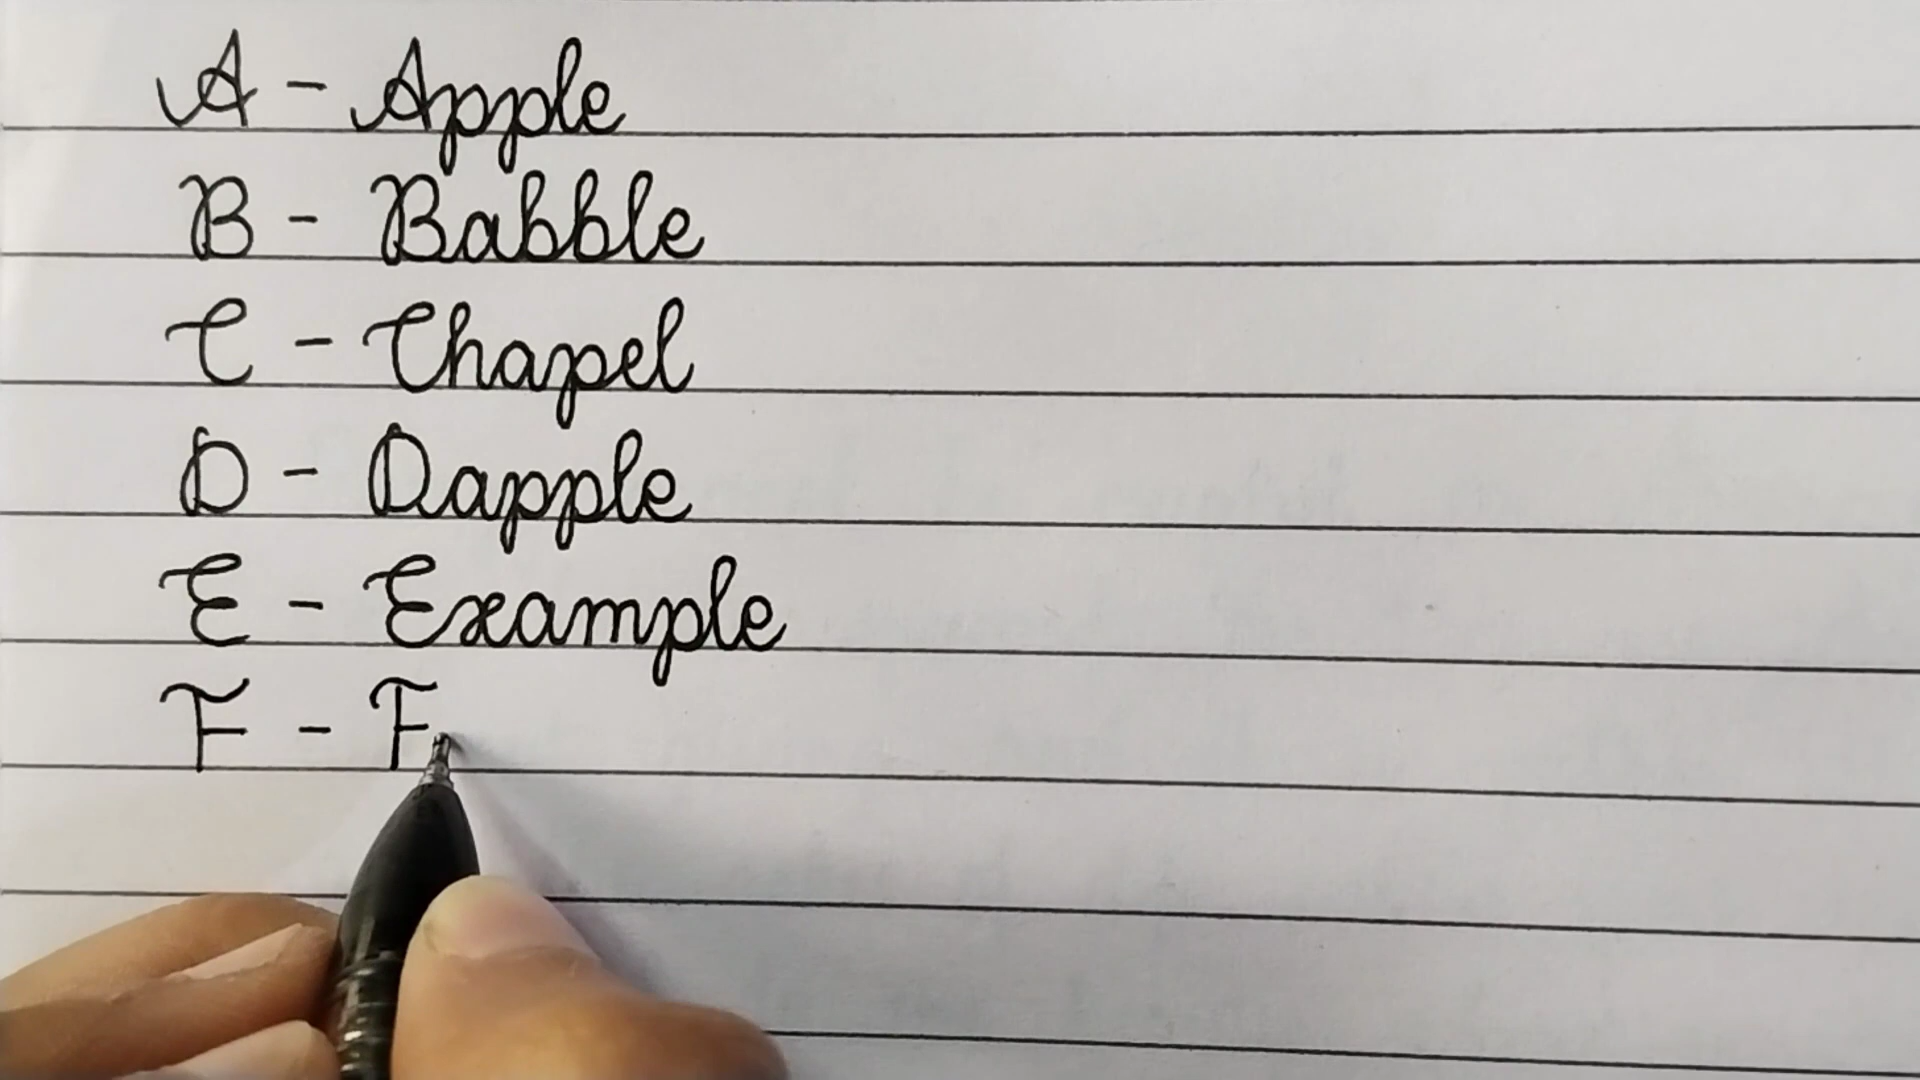 A - Apple
B - Babble
C - Chapel
D - Dapple
E - Example
F - F